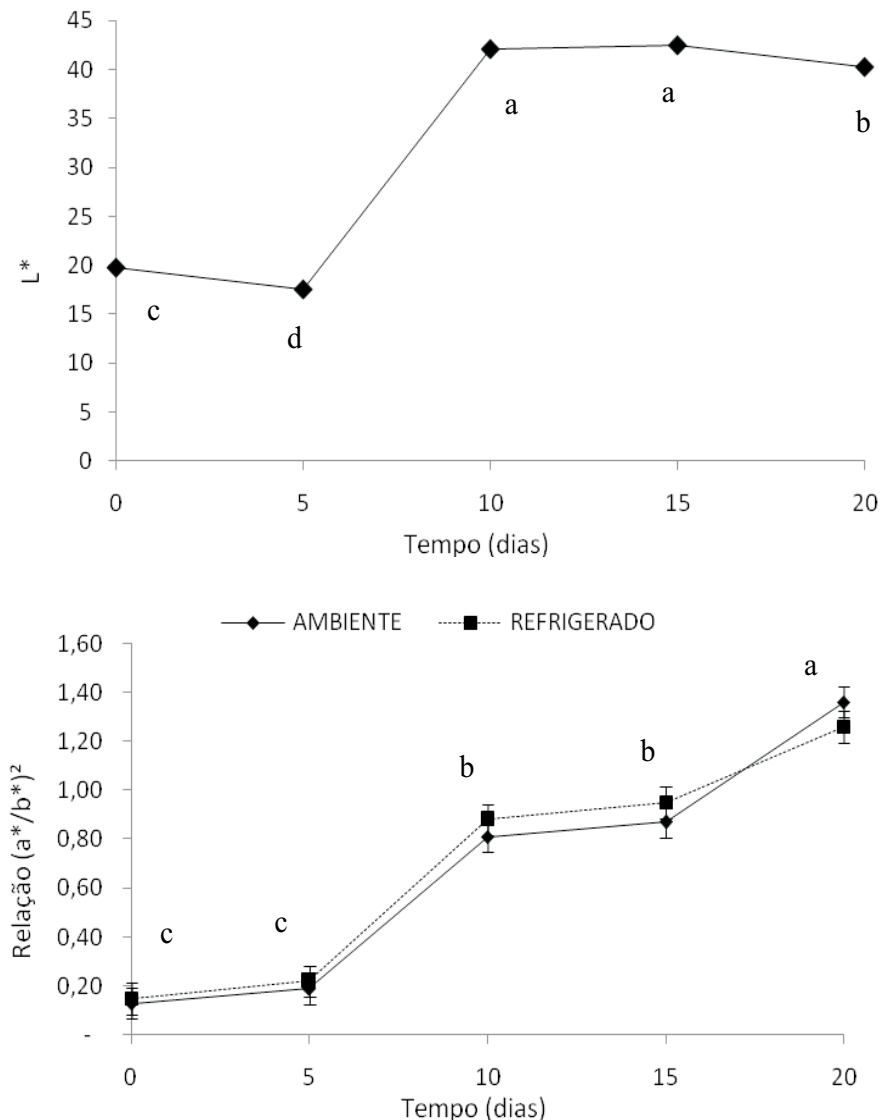 45
40
35
30
25
20
15
10
5
0
L*
a
a
b
c
d
0 5 10 15 20
Tempo (dias)
AMBIENTE REFRIGERADO
1,60
1,40
1,20
1,00
0,80
0,60
0,40
0,20
-
Relação (a*/b*)²
a
b
b
c
c
0 5 10 15 20
Tempo (dias)